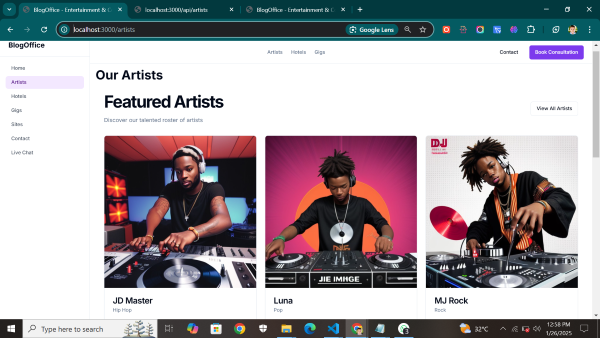 BlogOffice - Entertainment & C
localhost:3000/api/artists
BlogOffice - Entertainment & C
localhost:3000/artists
Google Lens
BlogOffice
Artists
Hotels
Gigs
Contact
Book Consultation
Home
Artists
Hotels
Gigs
Sites
Contact
Live Chat
Our Artists
Featured Artists
Discover our talented roster of artists
View All Artists
DJ
JIE IMHGE
JD Master
Hip Hop
Luna
Pop
MJ Rock
Rock
Type here to search
32°C
12:58 PM
1/26/2025